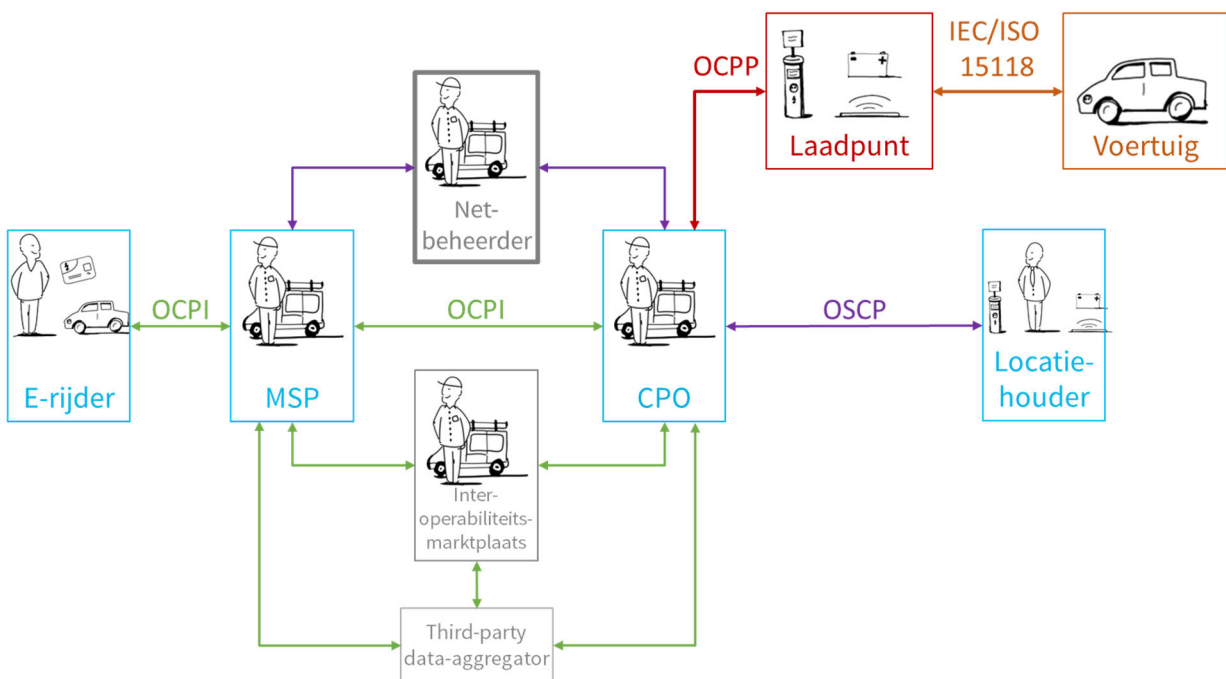 IEC/ISO
15118
OCPP
Laadpunt
Voertuig
Net-
beheerder
OCPI
OCPI
OSCP
E-rijder
MSP
CPO
Locatie-
houder
Inter-
operabiliteits-
marktplaats
Third-party
data-aggregator